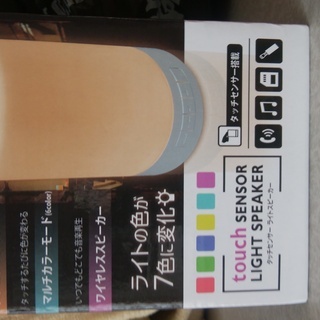 タッチするたびに色が変わる
マルチカラーモード(6color)
いつでもどこでも音楽再生
ワイヤレススピーカー
ライトの色が
7色に変化
タッチセンサー搭載
touch SENSOR
LIGHT SPEAKER
タッチセンサー ライトスピーカー